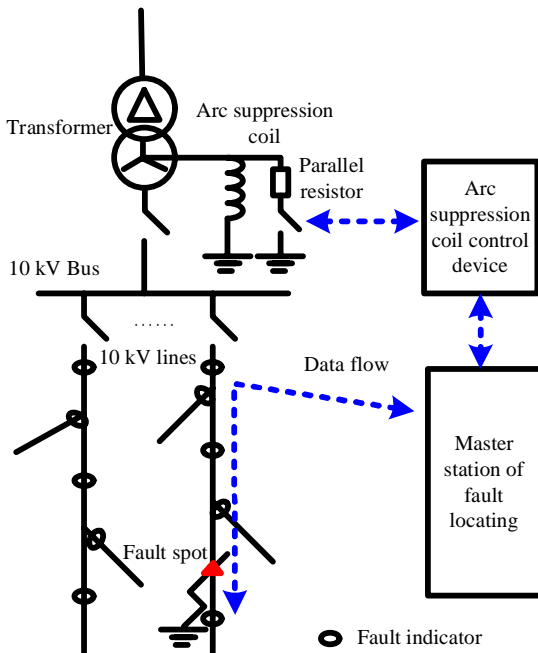 Transformer
Arc suppression
coil
Parallel
resistor
Arc
suppression
coil control
device
10 kV Bus
......
10 kV lines
Data flow
Master
station of
fault
locating
Fault spot
Fault indicator